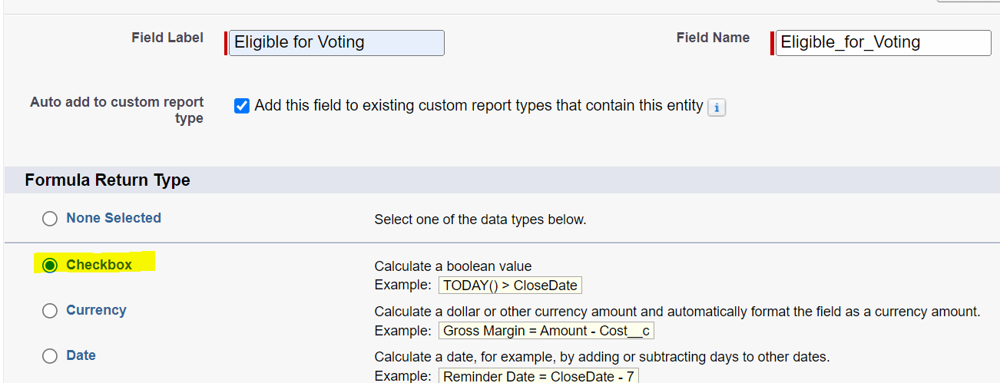 Field Label Eligible for Voting Field Name Eligible_for_Voting
Auto add to custom report type Add this field to existing custom report types that contain this entity i
Formula Return Type
None Selected Select one of the data types below.
Checkbox Calculate a boolean value
Example: TODAY() > CloseDate
Currency Calculate a dollar or other currency amount and automatically format the field as a currency amount.
Example: Gross Margin = Amount - Cost__c
Date Calculate a date, for example, by adding or subtracting days to other dates.
Example: Reminder Date = CloseDate - 7